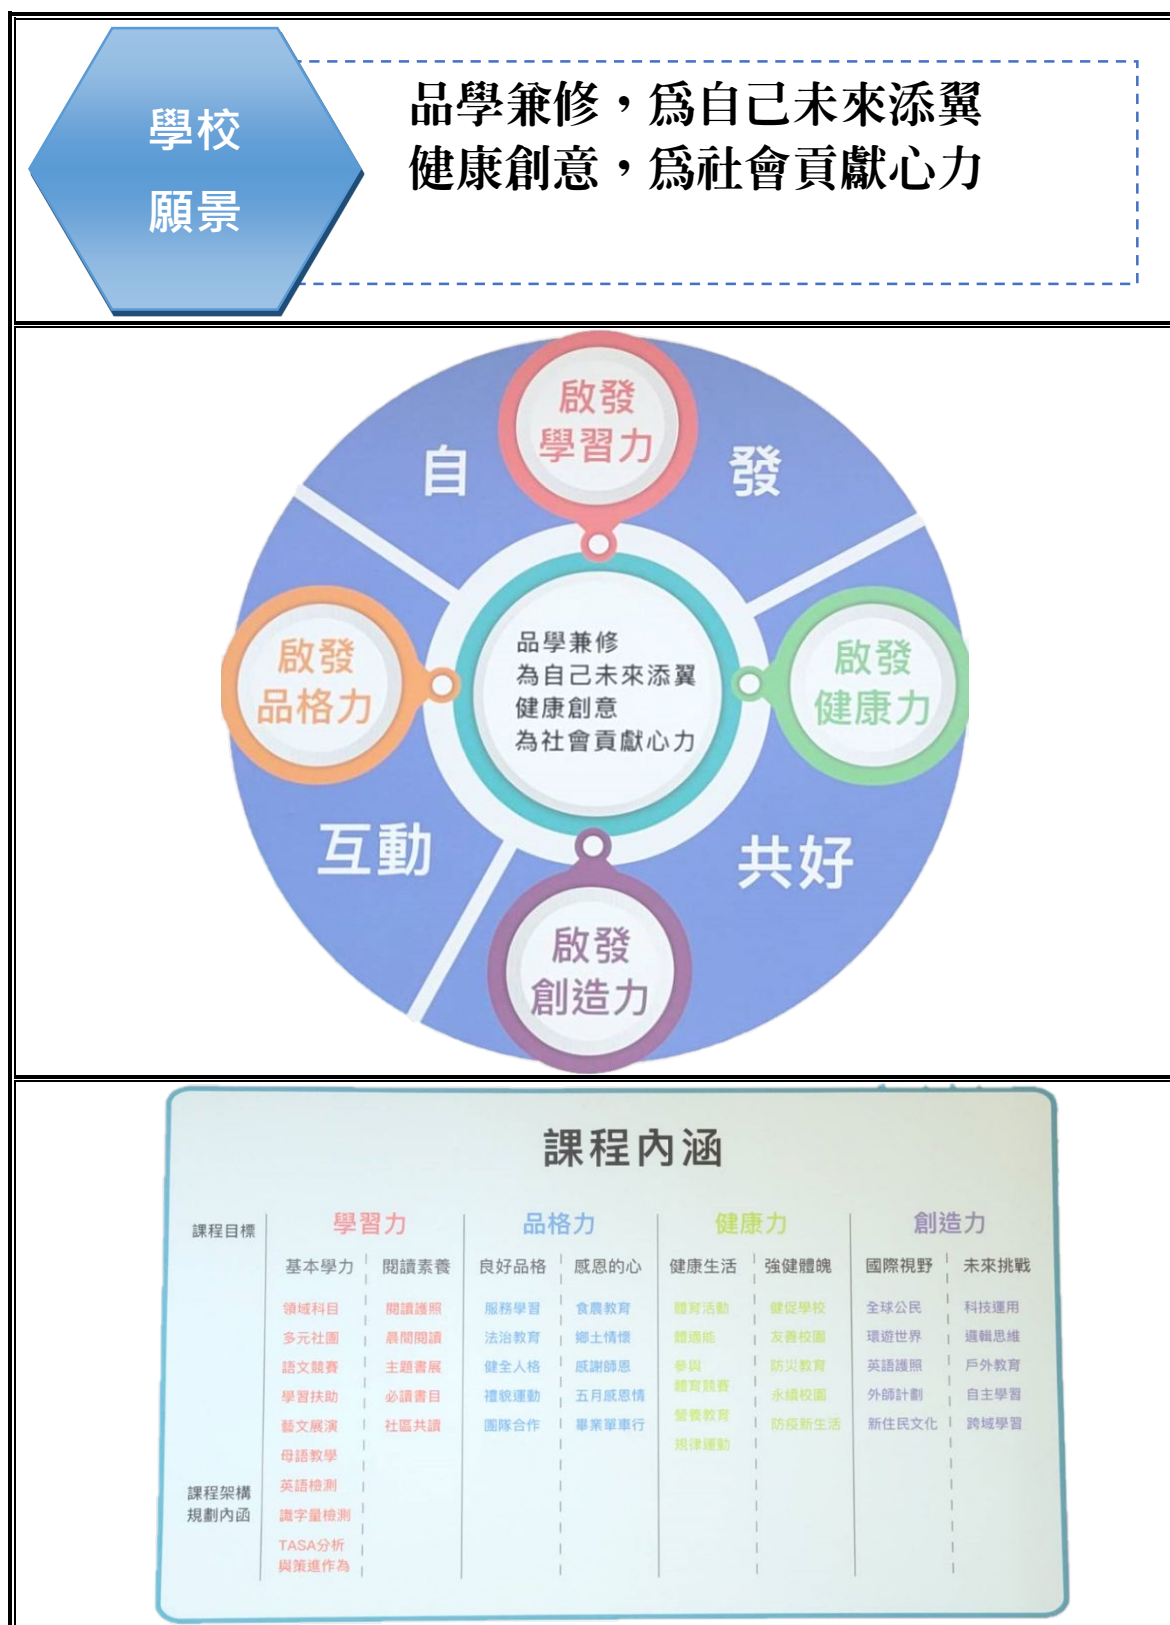 學校
願景
品學兼修，爲自己未來添翼
健康創意，爲社會貢獻心力
啟發
學習力
自
發
啟發
品格力
品學兼修
為自己未來添翼
健康創意
為社會貢獻心力
啟發
健康力
互動
共好
啟發
創造力
課程內涵
課程目標 學習力 品格力 健康力 創造力
基本學力 閱讀素養 良好品格 感恩的心 健康生活 強健體魄 國際視野 未來挑戰
領域科目 閱讀護照 服務學習 食農教育 體育活動 健促學校 全球公民 科技運用
多元社團 晨間閱讀 法治教育 鄉土情懷 體適能 友善校園 環遊世界 邏輯思維
語文競賽 主題書展 健全人格 感謝師恩 參與 防災教育 英語護照 戶外教育
體育競賽
學習扶助 必讀書目 禮貌運動 五月感恩情 永續校園 外師計劃 自主學習
藝文展演 社區共讀 團隊合作 畢業單車行 營養教育 防疫新生活 新住民文化 跨域學習
母語教學 規律運動
課程架構
規劃內函
英語檢測
識字量檢測
TASA分析
與策進作為